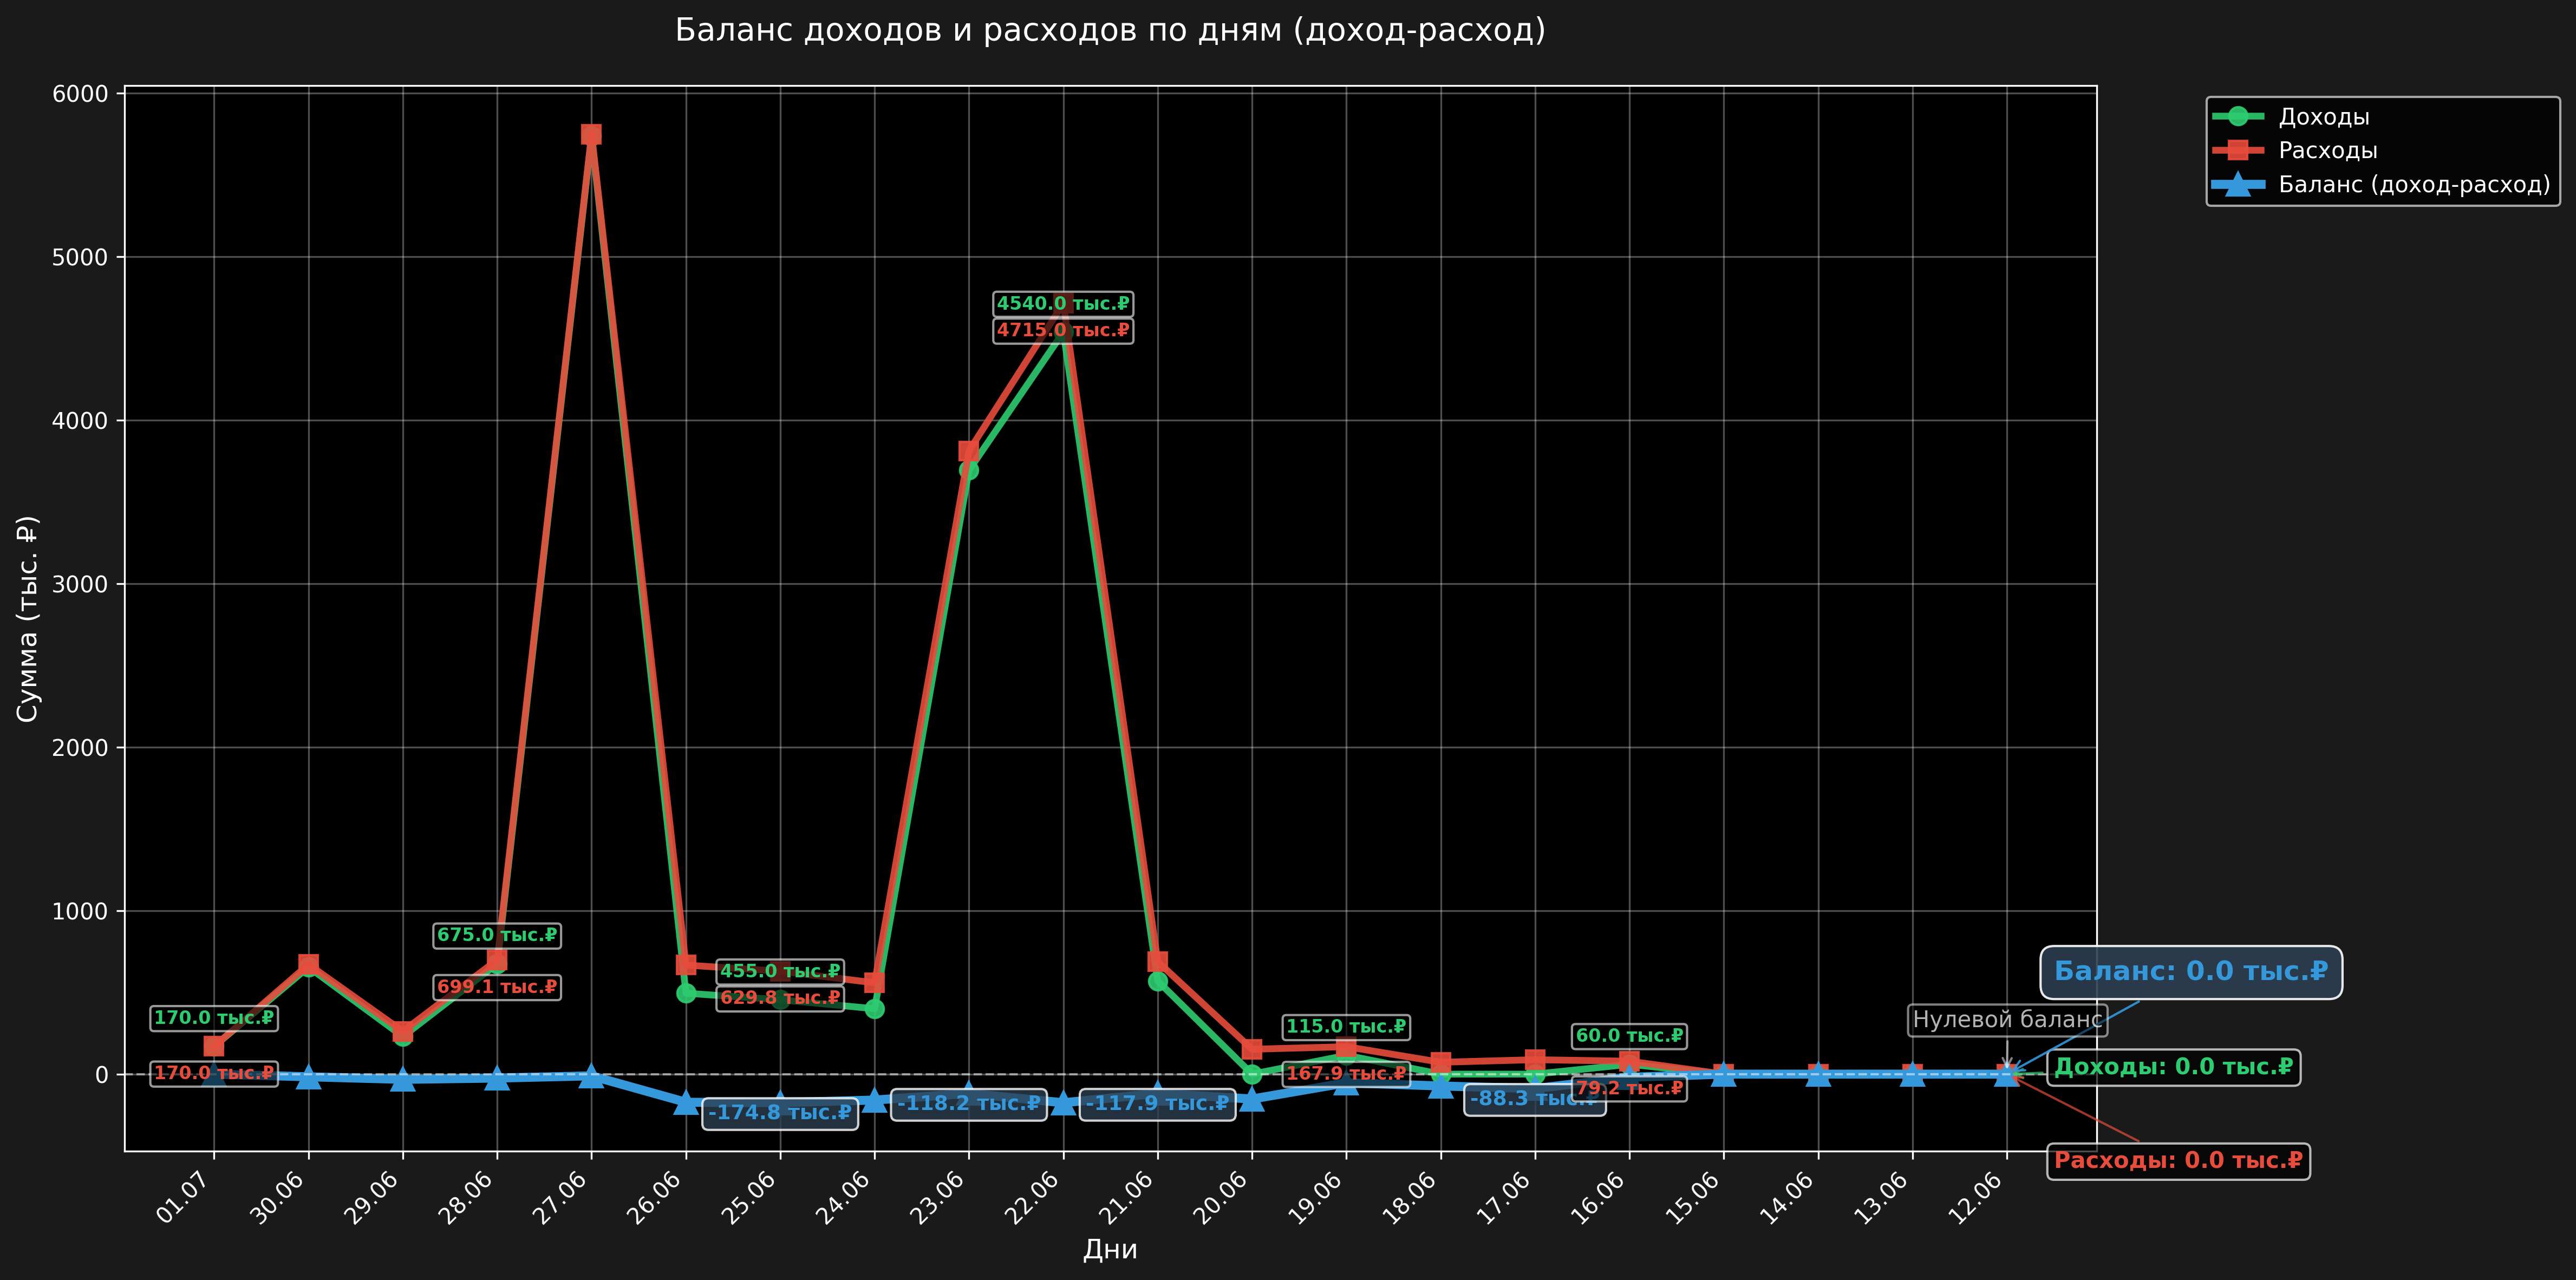 Баланс доходов и расходов по дням (доход-расход)
Доходы
Расходы
Баланс (доход-расход)
Сумма (тыс. ₽)
6000
5000
4000
3000
2000
1000
0
4540.0 тыс.₽
4715.0 тыс.₽
675.0 тыс.₽
699.1 тыс.₽
455.0 тыс.₽
629.8 тыс.₽
170.0 тыс.₽
170.0 тыс.₽
115.0 тыс.₽
167.9 тыс.₽
60.0 тыс.₽
79.2 тыс.₽
-174.8 тыс.₽
-118.2 тыс.₽
-117.9 тыс.₽
-88.3 тыс.₽
Нулевой баланс
Баланс: 0.0 тыс.₽
Доходы: 0.0 тыс.₽
Расходы: 0.0 тыс.₽
01.07
30.06
29.06
28.06
27.06
26.06
25.06
24.06
23.06
22.06
21.06
20.06
19.06
18.06
17.06
16.06
15.06
14.06
13.06
12.06
Дни